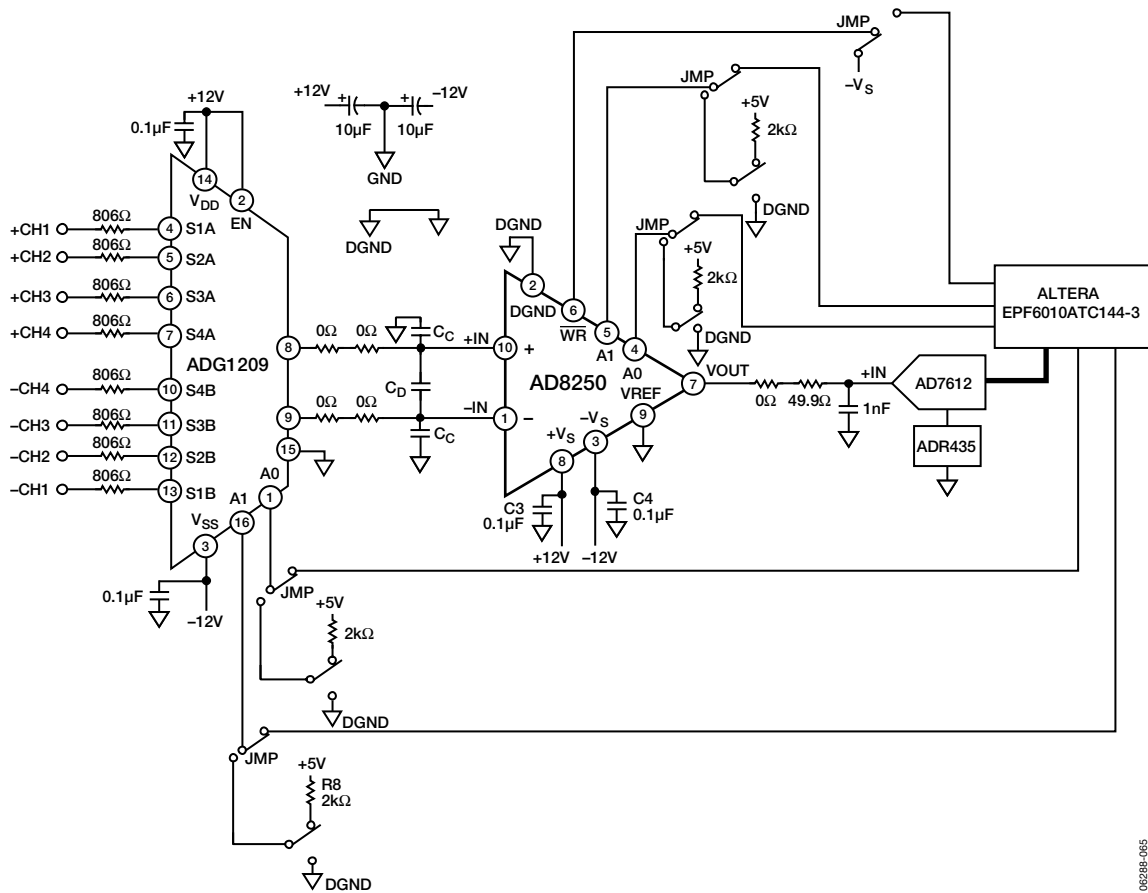 JMP
−VS
JMP
+5V
2kΩ
DGND
+12V
0.1µF
+12V
+
10µF
+
10µF
−12V
GND
DGND
14
VDD
2
EN
806Ω
+CH1
4
S1A
806Ω
+CH2
5
S2A
806Ω
+CH3
6
S3A
806Ω
+CH4
7
S4A
ADG1209
806Ω
−CH4
10
S4B
806Ω
−CH3
11
S3B
806Ω
−CH2
12
S2B
806Ω
−CH1
13
S1B
8
9
15
A0
1
A1
16
VSS
3
0.1µF
−12V
0Ω
0Ω
0Ω
0Ω
CC
CD
CC
+IN
−IN
10
+
1
−
2
DGND
6
WR
5
A1
4
A0
AD8250
7
VOUT
VREF
9
−VS
3
+VS
8
C3
0.1µF
C4
0.1µF
+12V
−12V
JMP
+5V
2kΩ
DGND
ALTERA
EPF6010ATC144-3
0Ω
49.9Ω
+IN
1nF
AD7612
ADR435
JMP
+5V
2kΩ
DGND
JMP
+5V
R8
2kΩ
DGND
06288-065